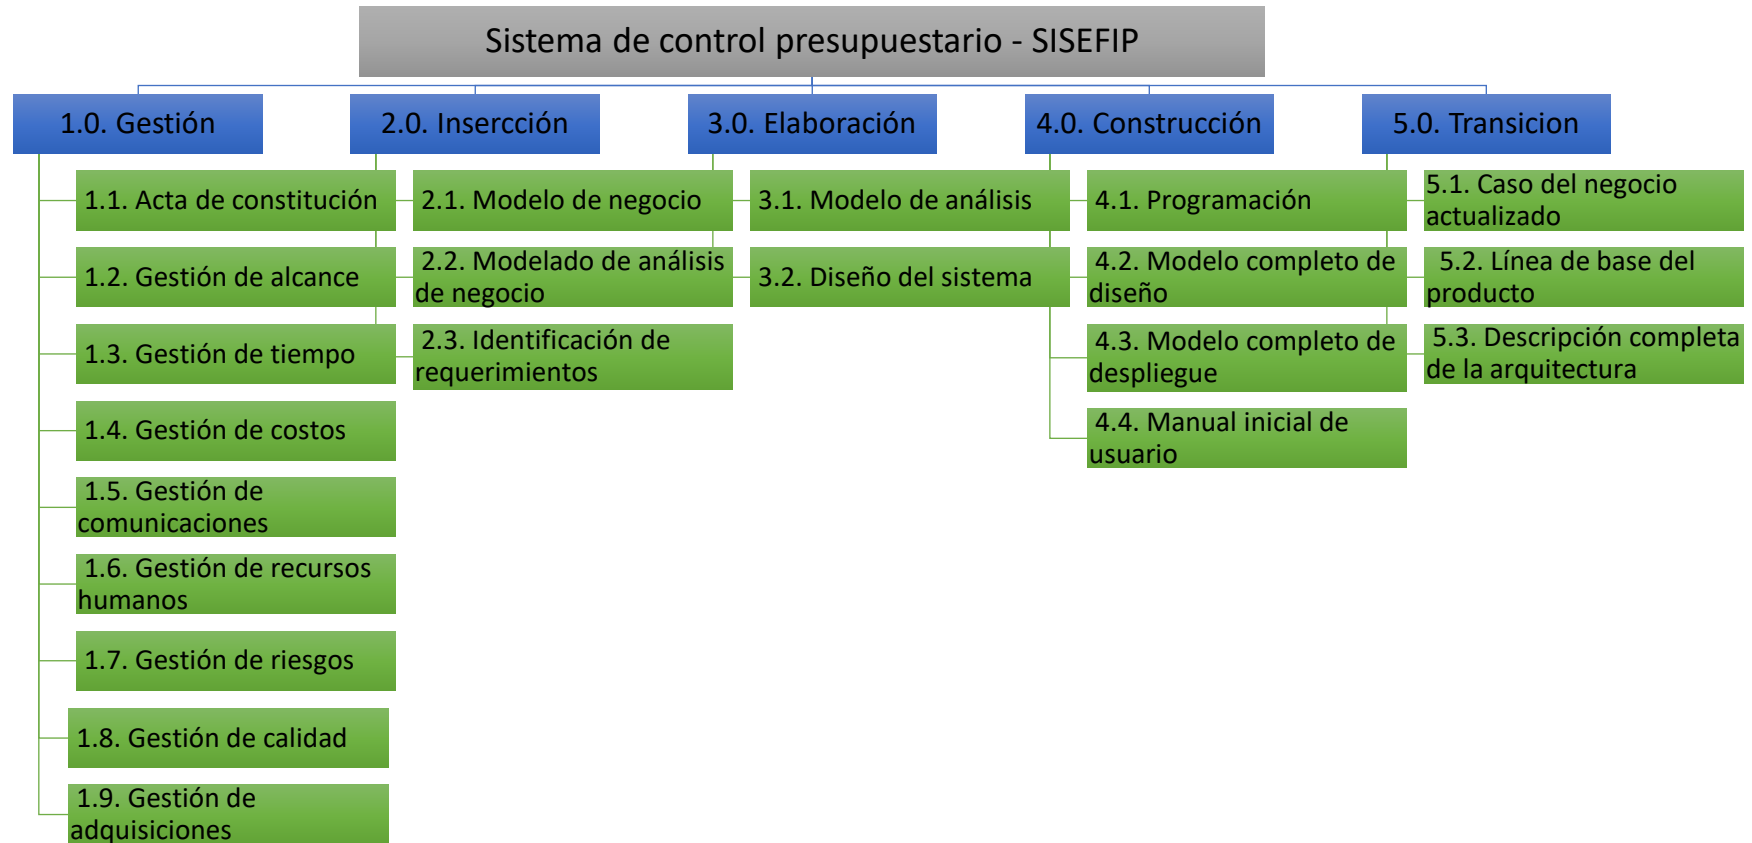 Sistema de control presupuestario - SISEFIP
1.0. Gestión
1.1. Acta de constitución
1.2. Gestión de alcance
1.3. Gestión de tiempo
1.4. Gestión de costos
1.5. Gestión de
comunicaciones
1.6. Gestión de recursos
humanos
1.7. Gestión de riesgos
1.8. Gestión de calidad
1.9. Gestión de
adquisiciones
2.0. Insercción
2.1. Modelo de negocio
2.2. Modelado de análisis
de negocio
2.3. Identificación de
requerimientos
3.0. Elaboración
3.1. Modelo de análisis
3.2. Diseño del sistema
4.0. Construcción
4.1. Programación
4.2. Modelo completo de
diseño
4.3. Modelo completo de
despliegue
4.4. Manual inicial de
usuario
5.0. Transicion
5.1. Caso del negocio
actualizado
5.2. Línea de base del
producto
5.3. Descripción completa
de la arquitectura